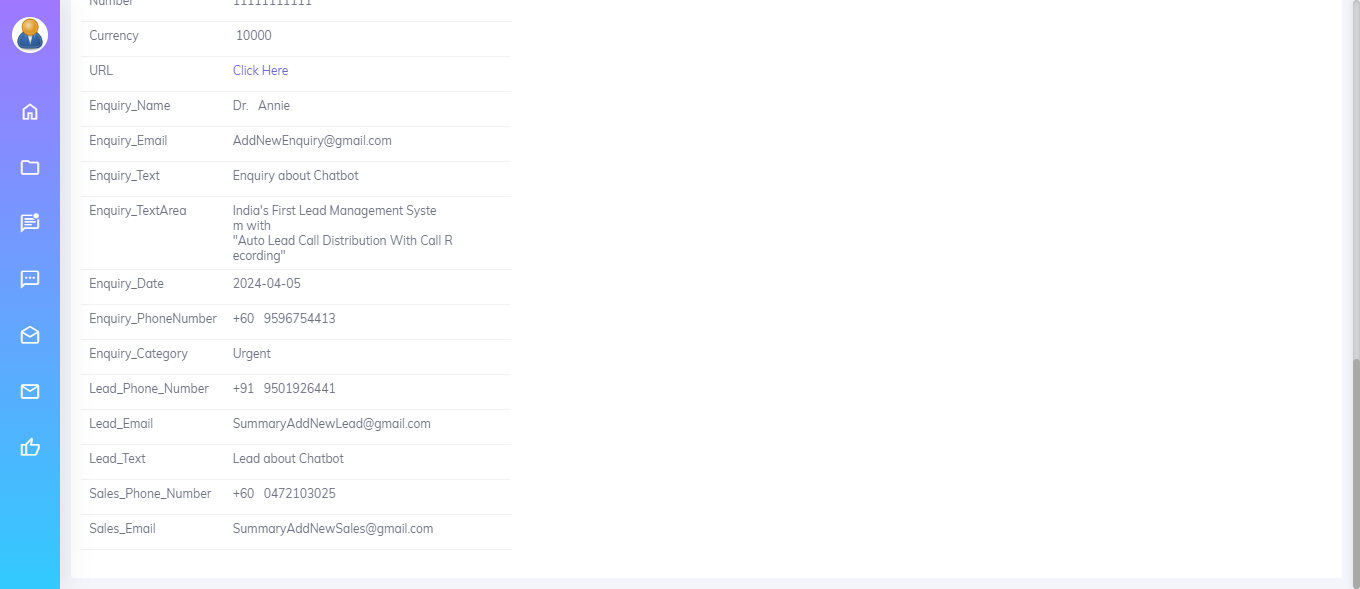 Number 11111111111
Currency 10000
URL Click Here
Enquiry_Name Dr. Annie
Enquiry_Email AddNewEnquiry@gmail.com
Enquiry_Text Enquiry about Chatbot
Enquiry_TextArea India's First Lead Management Syste
m with
"Auto Lead Call Distribution With Call R
ecording"
Enquiry_Date 2024-04-05
Enquiry_PhoneNumber +60 9596754413
Enquiry_Category Urgent
Lead_Phone_Number +91 9501926441
Lead_Email SummaryAddNewLead@gmail.com
Lead_Text Lead about Chatbot
Sales_Phone_Number +60 0472103025
Sales_Email SummaryAddNewSales@gmail.com